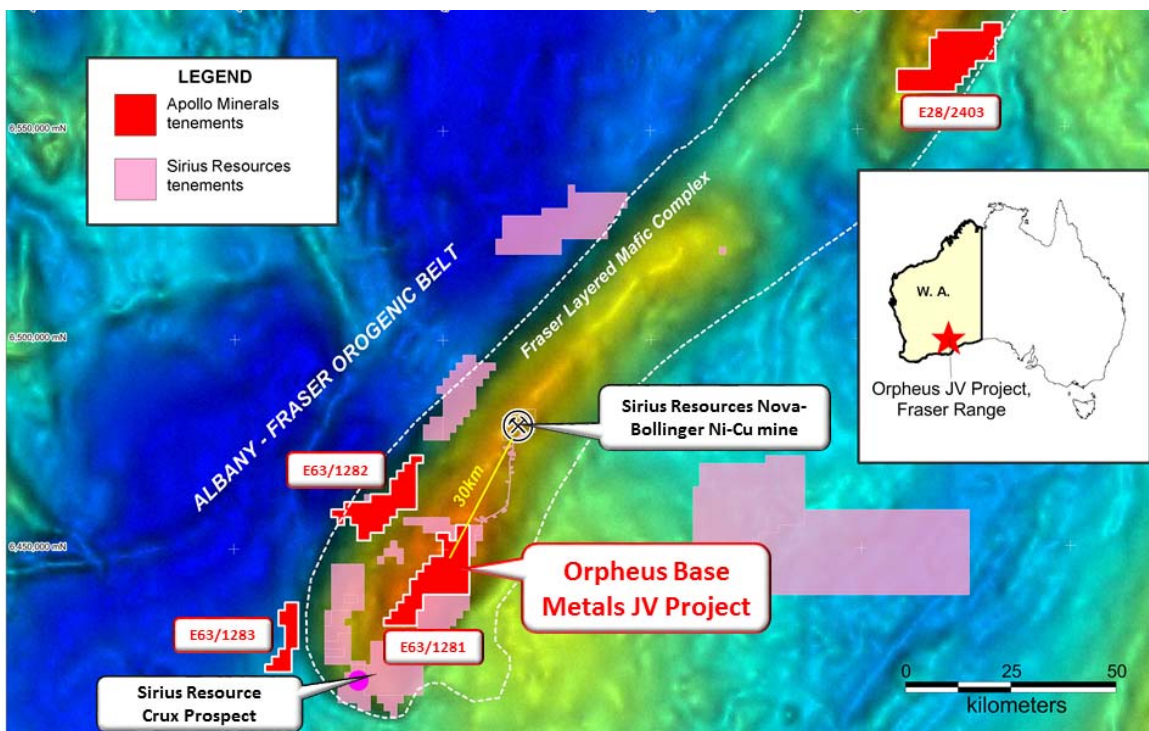 LEGEND
Apollo Minerals
tenements
Sirius Resources
tenements
E28/2403
6,550,000 mN
Fraser Layered Mafic Complex
ALBANY - FRASER OROGENIC BELT
W. A.
6,500,000 mN
Orpheus JV Project,
Fraser Range
Sirius Resources Nova-
Bollinger Ni-Cu mine
E63/1282
30km
6,450,000 mN
Orpheus Base
Metals JV Project
E63/1283
E63/1281
Sirius Resource
Crux Prospect
0 25 50
kilometers